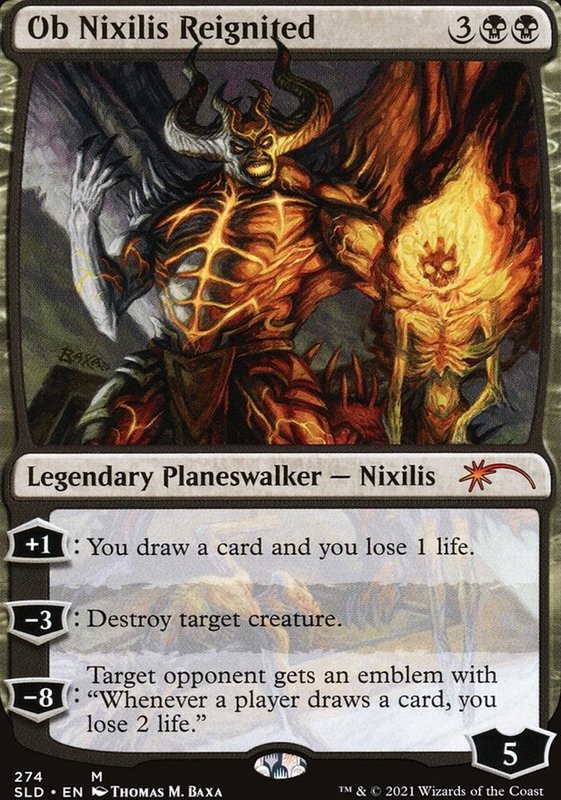 Ob Nixilis Reignited 3
BAXA
Legendary Planeswalker — Nixilis
+1 : You draw a card and you lose 1 life.
−3 : Destroy target creature.
−8 : Target opponent gets an emblem with
“Whenever a player draws a card, you
lose 2 life.”
5
274 M
SLD • EN THOMAS M. BAXA
™ & © 2021 Wizards of the Coast